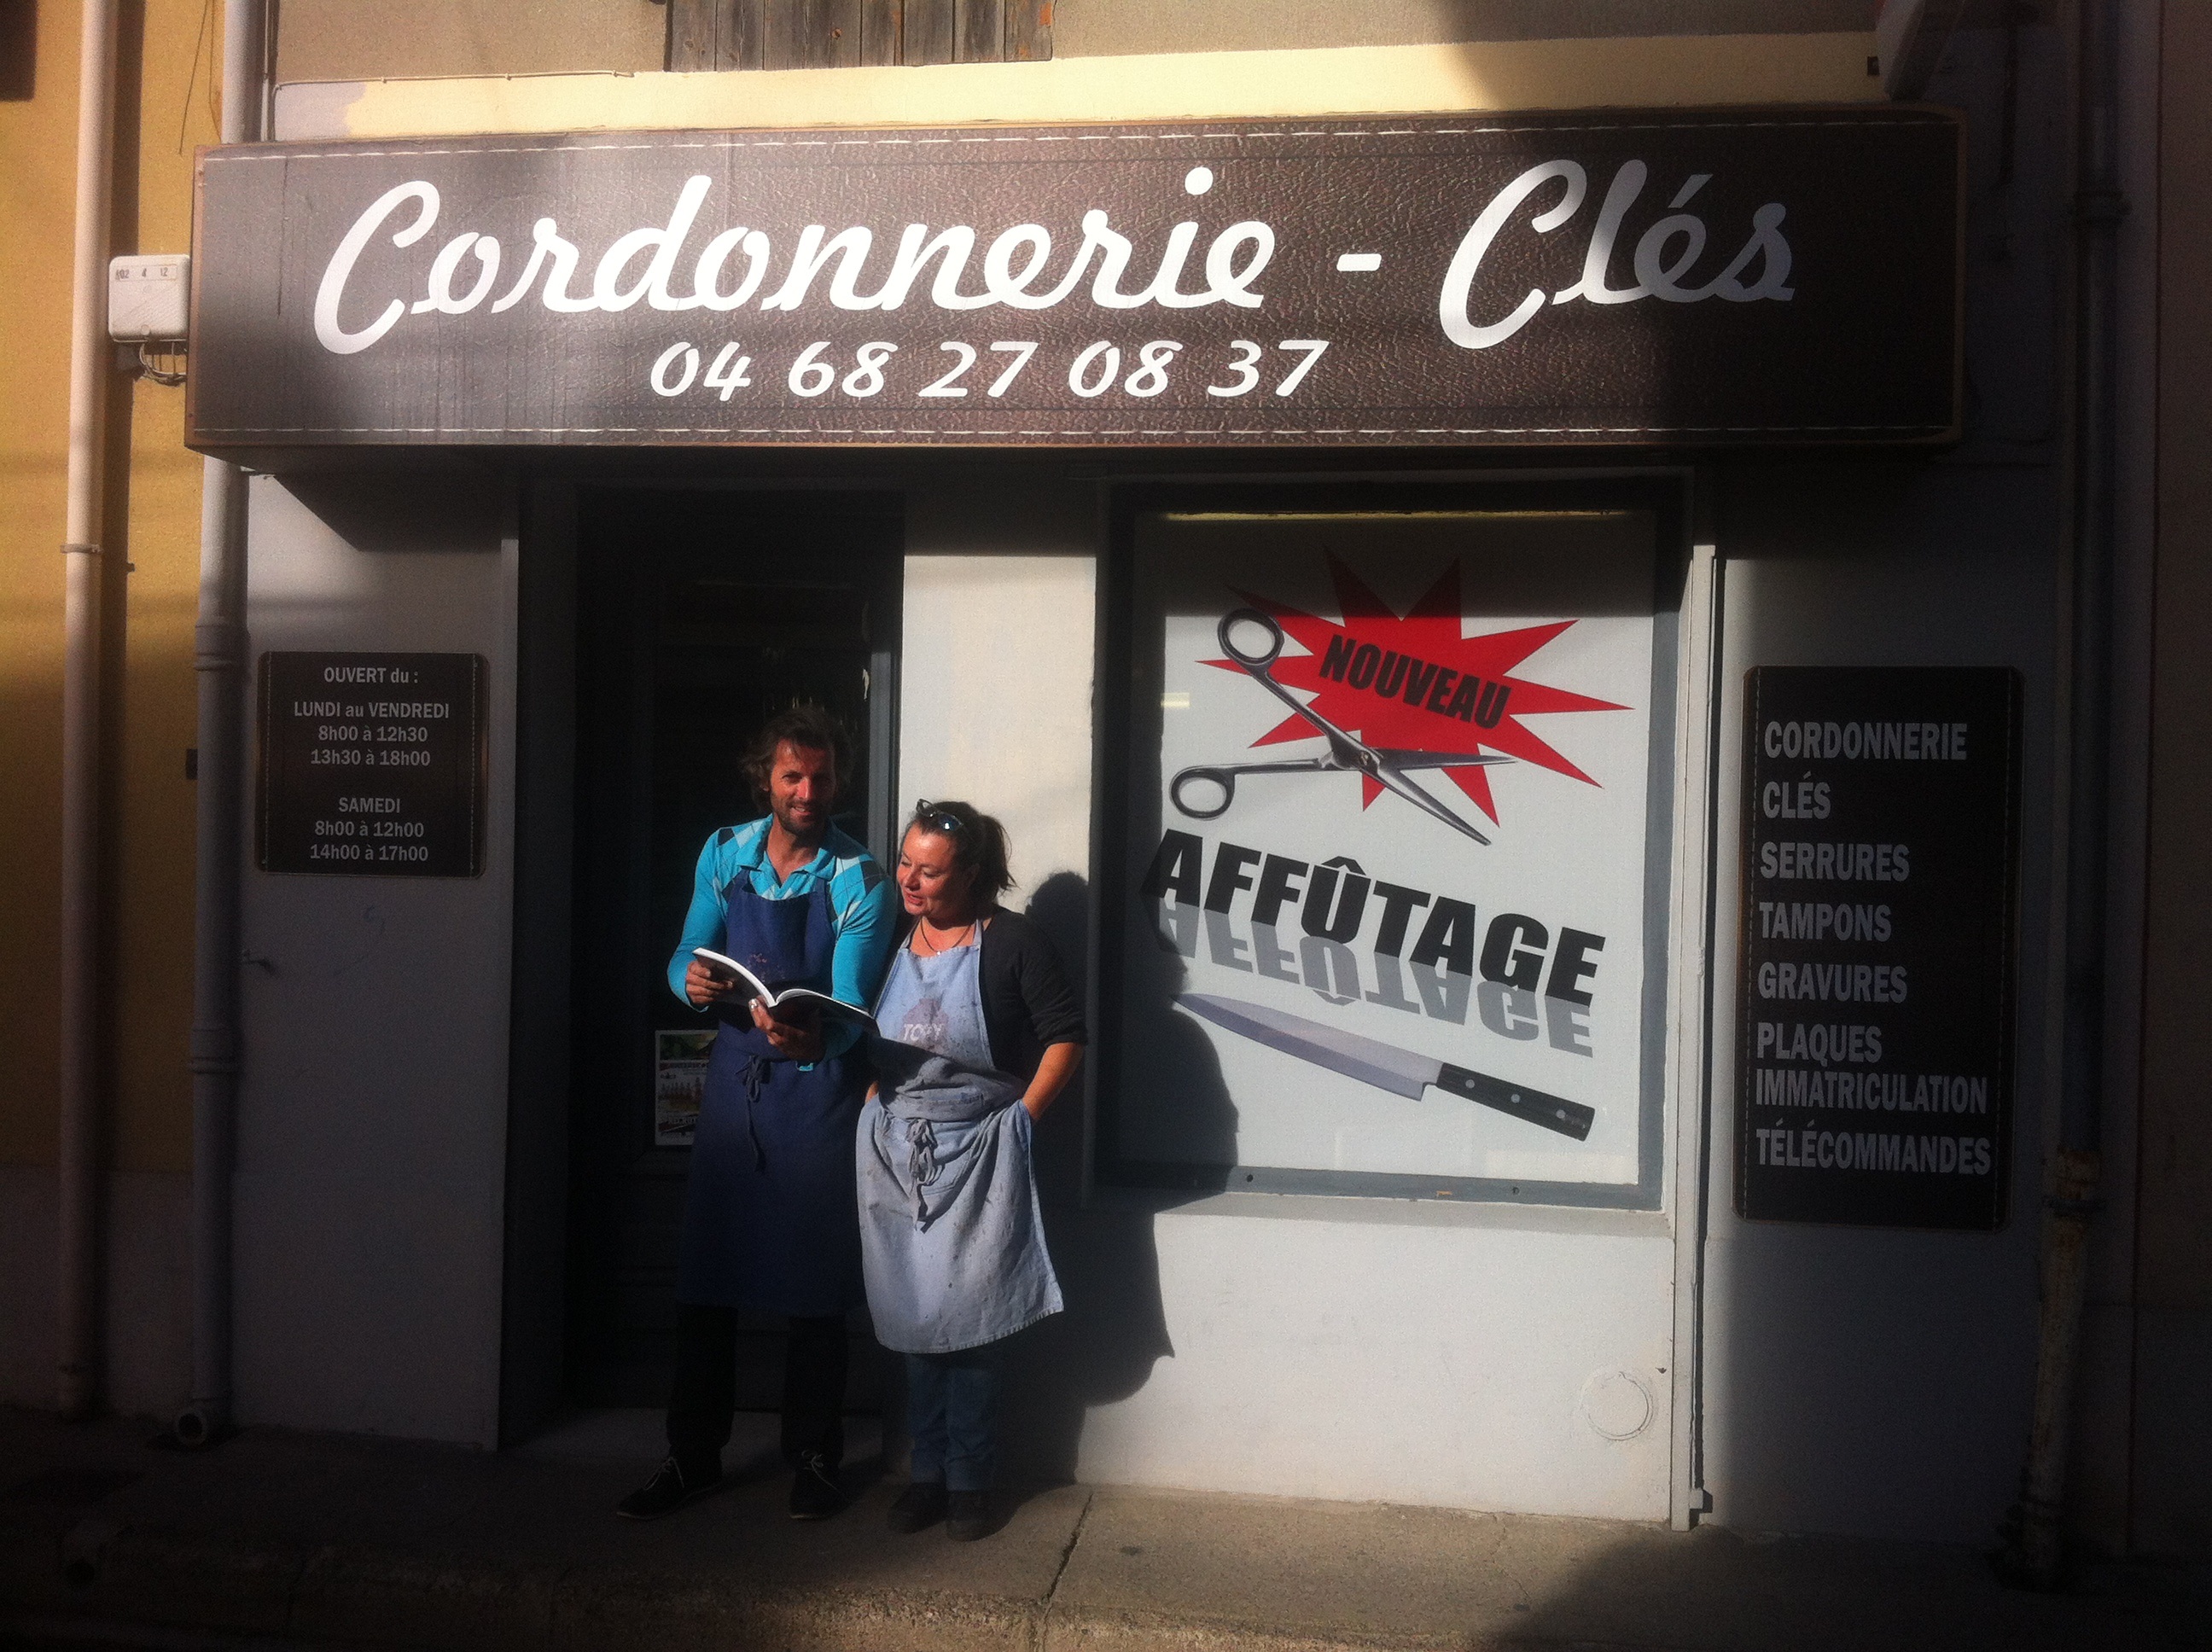 Cordonnerie - Clés
04 68 27 08 37
OUVERT du :
LUNDI au VENDREDI
8h00 à 12h30
13h30 à 18h00
SAMEDI
8h00 à 12h00
14h00 à 17h00
NOUVEAU
AFFÛTAGE
AFFÛTAGE
CORDONNERIE
CLÉS
SERRURES
TAMPONS
GRAVURES
PLAQUES
IMMATRICULATION
TÉLÉCOMMANDES